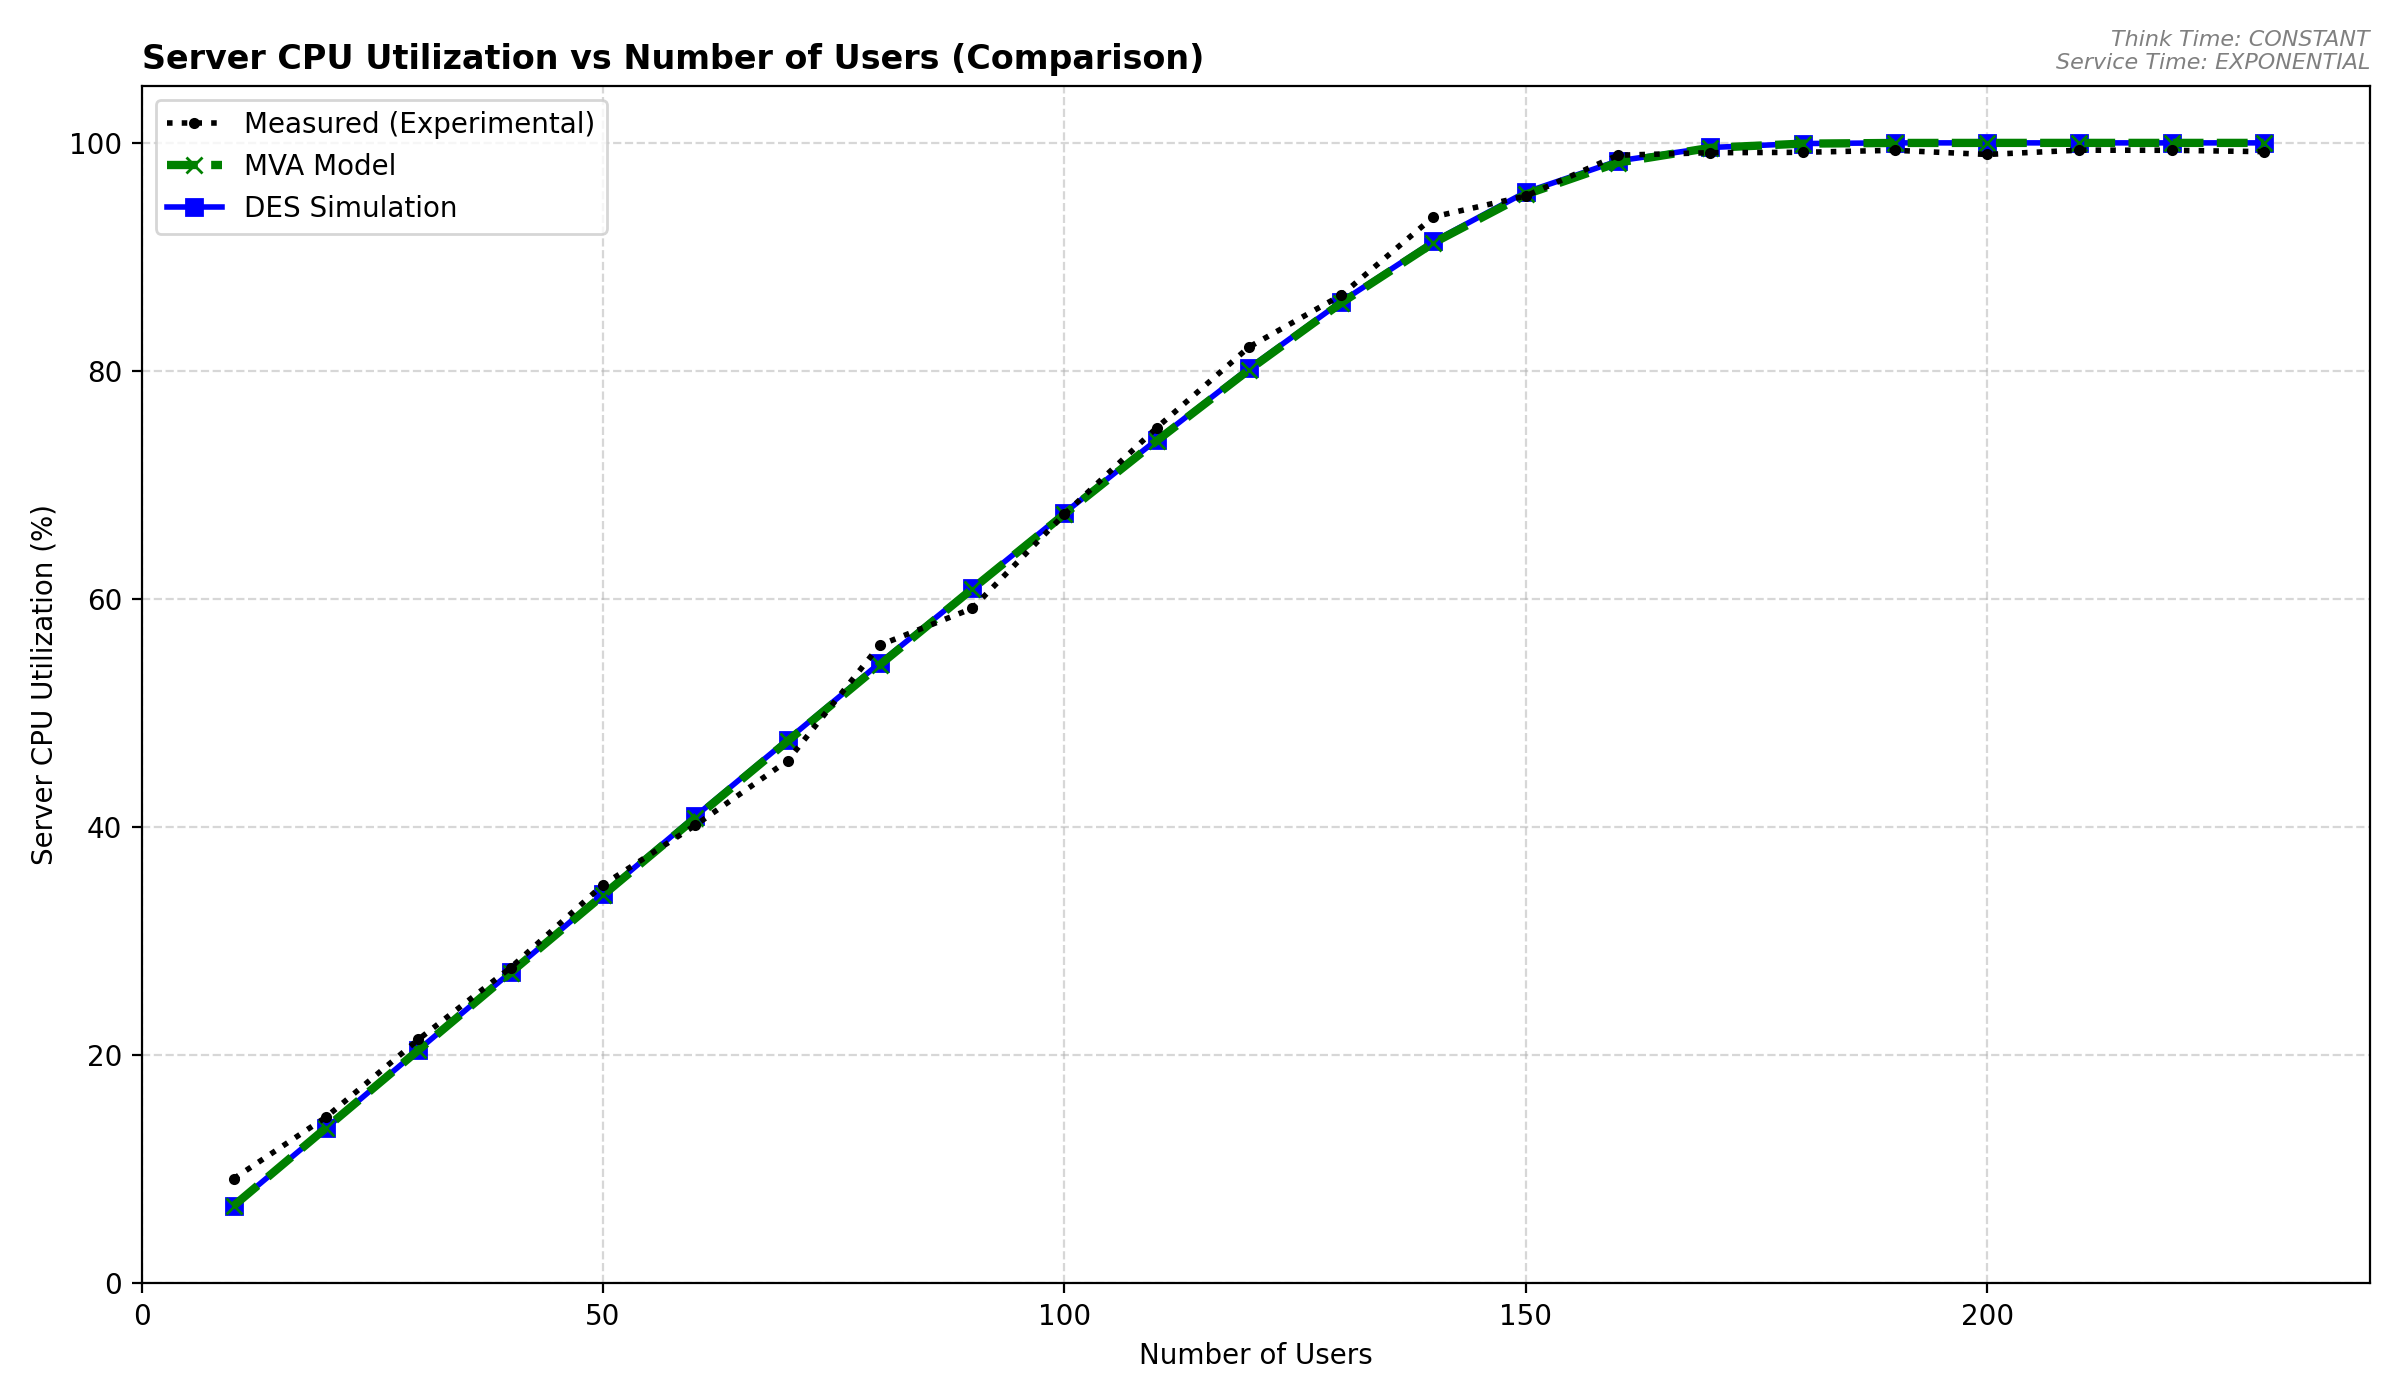 Server CPU Utilization vs Number of Users (Comparison)
Think Time: CONSTANT
Service Time: EXPONENTIAL
Measured (Experimental)
MVA Model
DES Simulation
100
80
60
40
20
0
Server CPU Utilization (%)
0
50
100
150
200
Number of Users